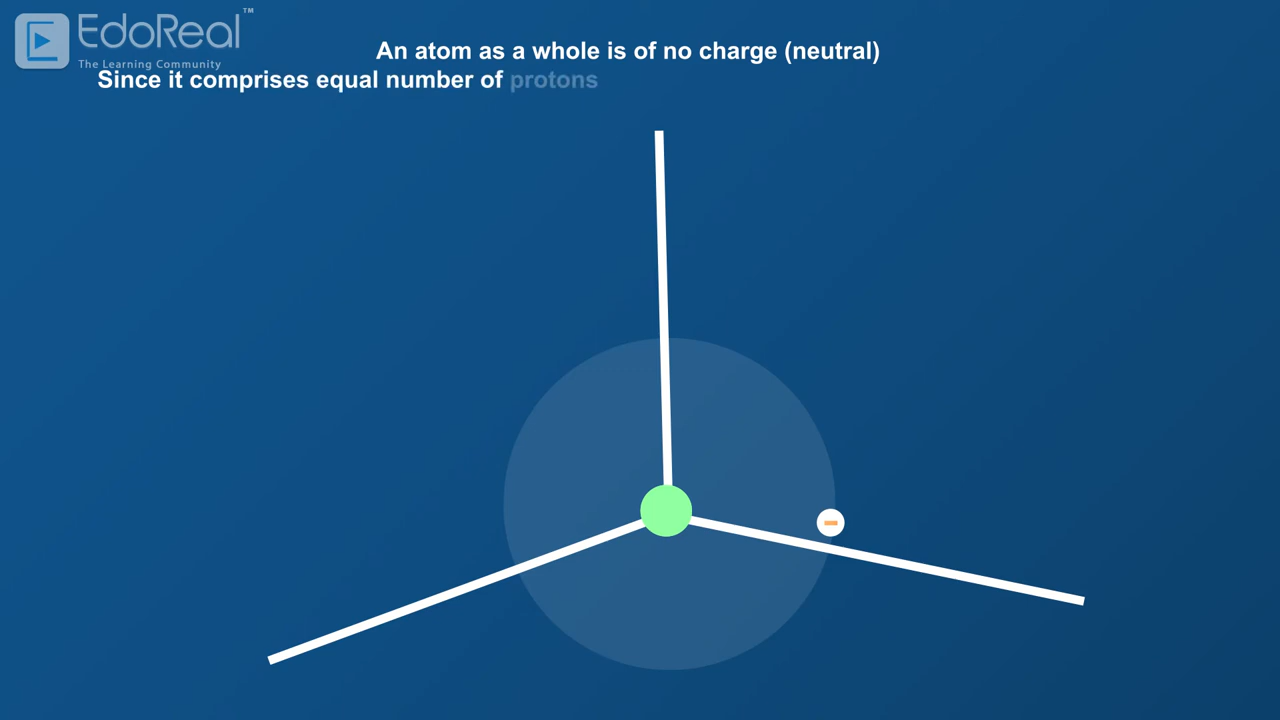 EdoReal™
The Learning Community
An atom as a whole is of no charge (neutral)
Since it comprises equal number of protons